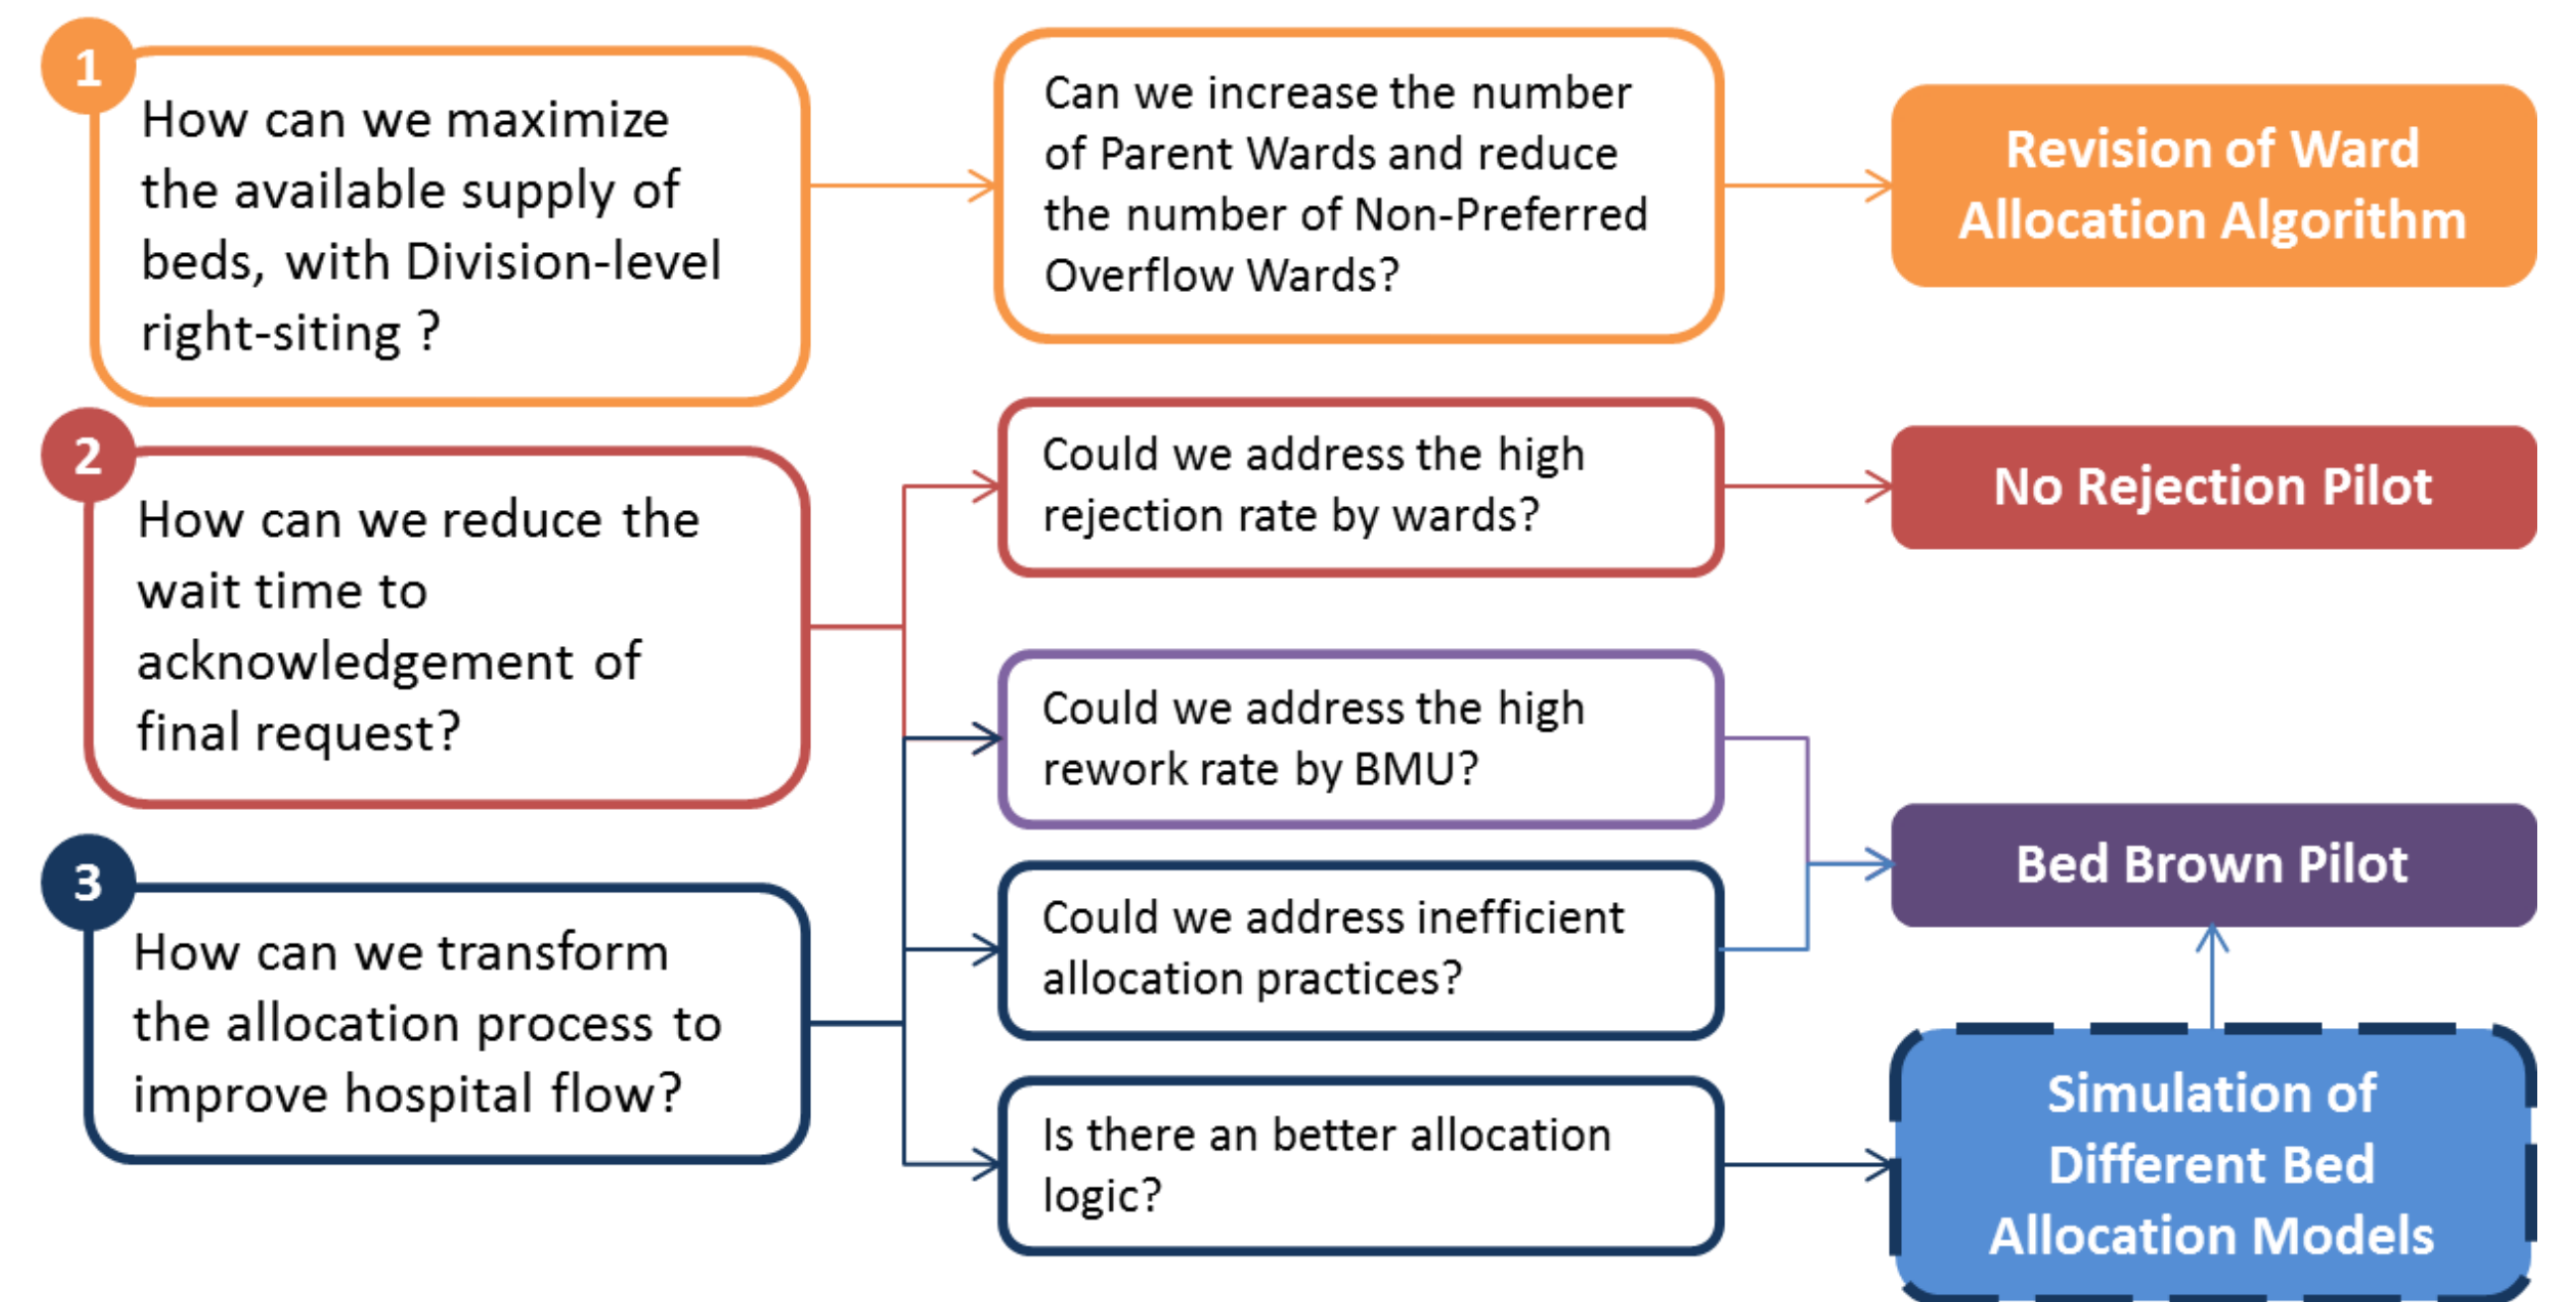 1
How can we maximize
the available supply of
beds, with Division-level
right-siting ?
Can we increase the number
of Parent Wards and reduce
the number of Non-Preferred
Overflow Wards?
Revision of Ward
Allocation Algorithm
2
How can we reduce the
wait time to
acknowledgement of
final request?
Could we address the high
rejection rate by wards?
No Rejection Pilot
Could we address the high
rework rate by BMU?
3
How can we transform
the allocation process to
improve hospital flow?
Could we address inefficient
allocation practices?
Bed Brown Pilot
Is there an better allocation
logic?
Simulation of
Different Bed
Allocation Models